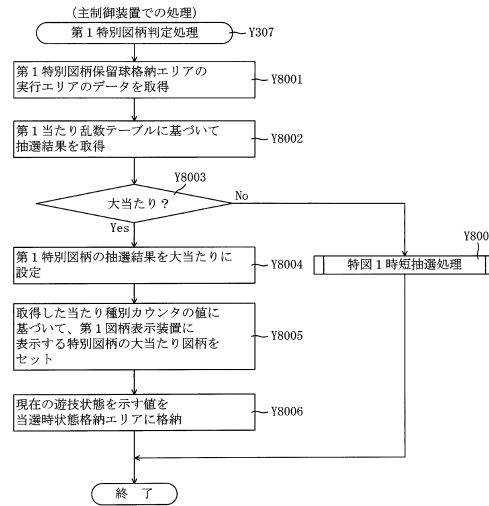 (主制御装置での処理)
第1特別図柄判定処理
Y307
第1特別図柄保留球格納エリアの
実行エリアのデータを取得
Y8001
第1当たり乱数テーブルに基づいて
抽選結果を取得
Y8002
Y8003
大当たり?
No
Yes
Y800
第1特別図柄の抽選結果を大当たりに
設定
Y8004
特図1時短抽選処理
取得した当たり種別カウンタの値に
基づいて、第1図柄表示装置に
表示する特別図柄の大当たり図柄を
セット
Y8005
現在の遊技状態を示す値を
当選時状態格納エリアに格納
Y8006
終 了